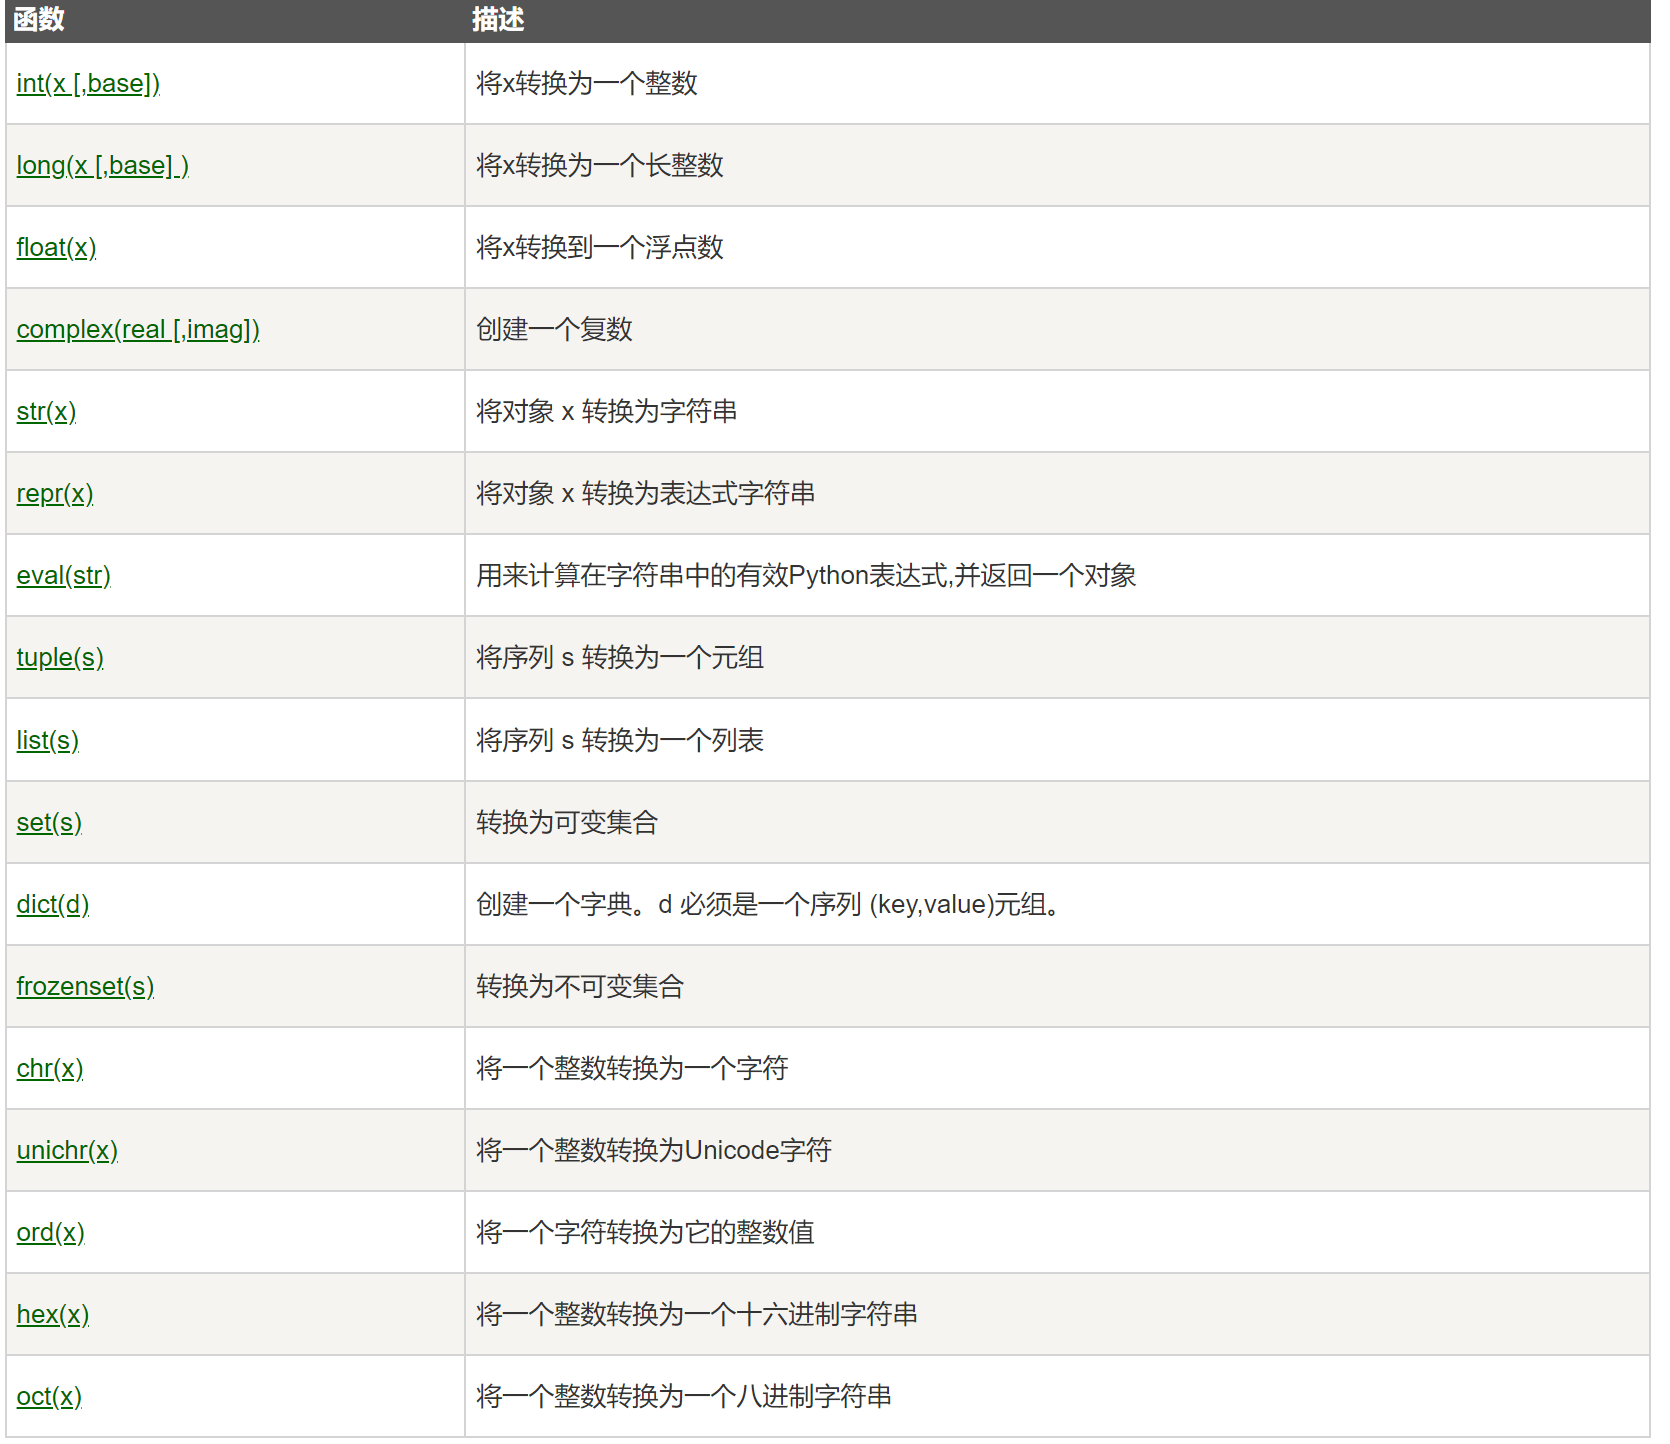 函数 描述
int(x [,base]) 将x转换为一个整数
long(x [,base] ) 将x转换为一个长整数
float(x) 将x转换到一个浮点数
complex(real [,imag]) 创建一个复数
str(x) 将对象 x 转换为字符串
repr(x) 将对象 x 转换为表达式字符串
eval(str) 用来计算在字符串中的有效Python表达式,并返回一个对象
tuple(s) 将序列 s 转换为一个元组
list(s) 将序列 s 转换为一个列表
set(s) 转换为可变集合
dict(d) 创建一个字典。d 必须是一个序列 (key,value)元组。
frozenset(s) 转换为不可变集合
chr(x) 将一个整数转换为一个字符
unichr(x) 将一个整数转换为Unicode字符
ord(x) 将一个字符转换为它的整数值
hex(x) 将一个整数转换为一个十六进制字符串
oct(x) 将一个整数转换为一个八进制字符串